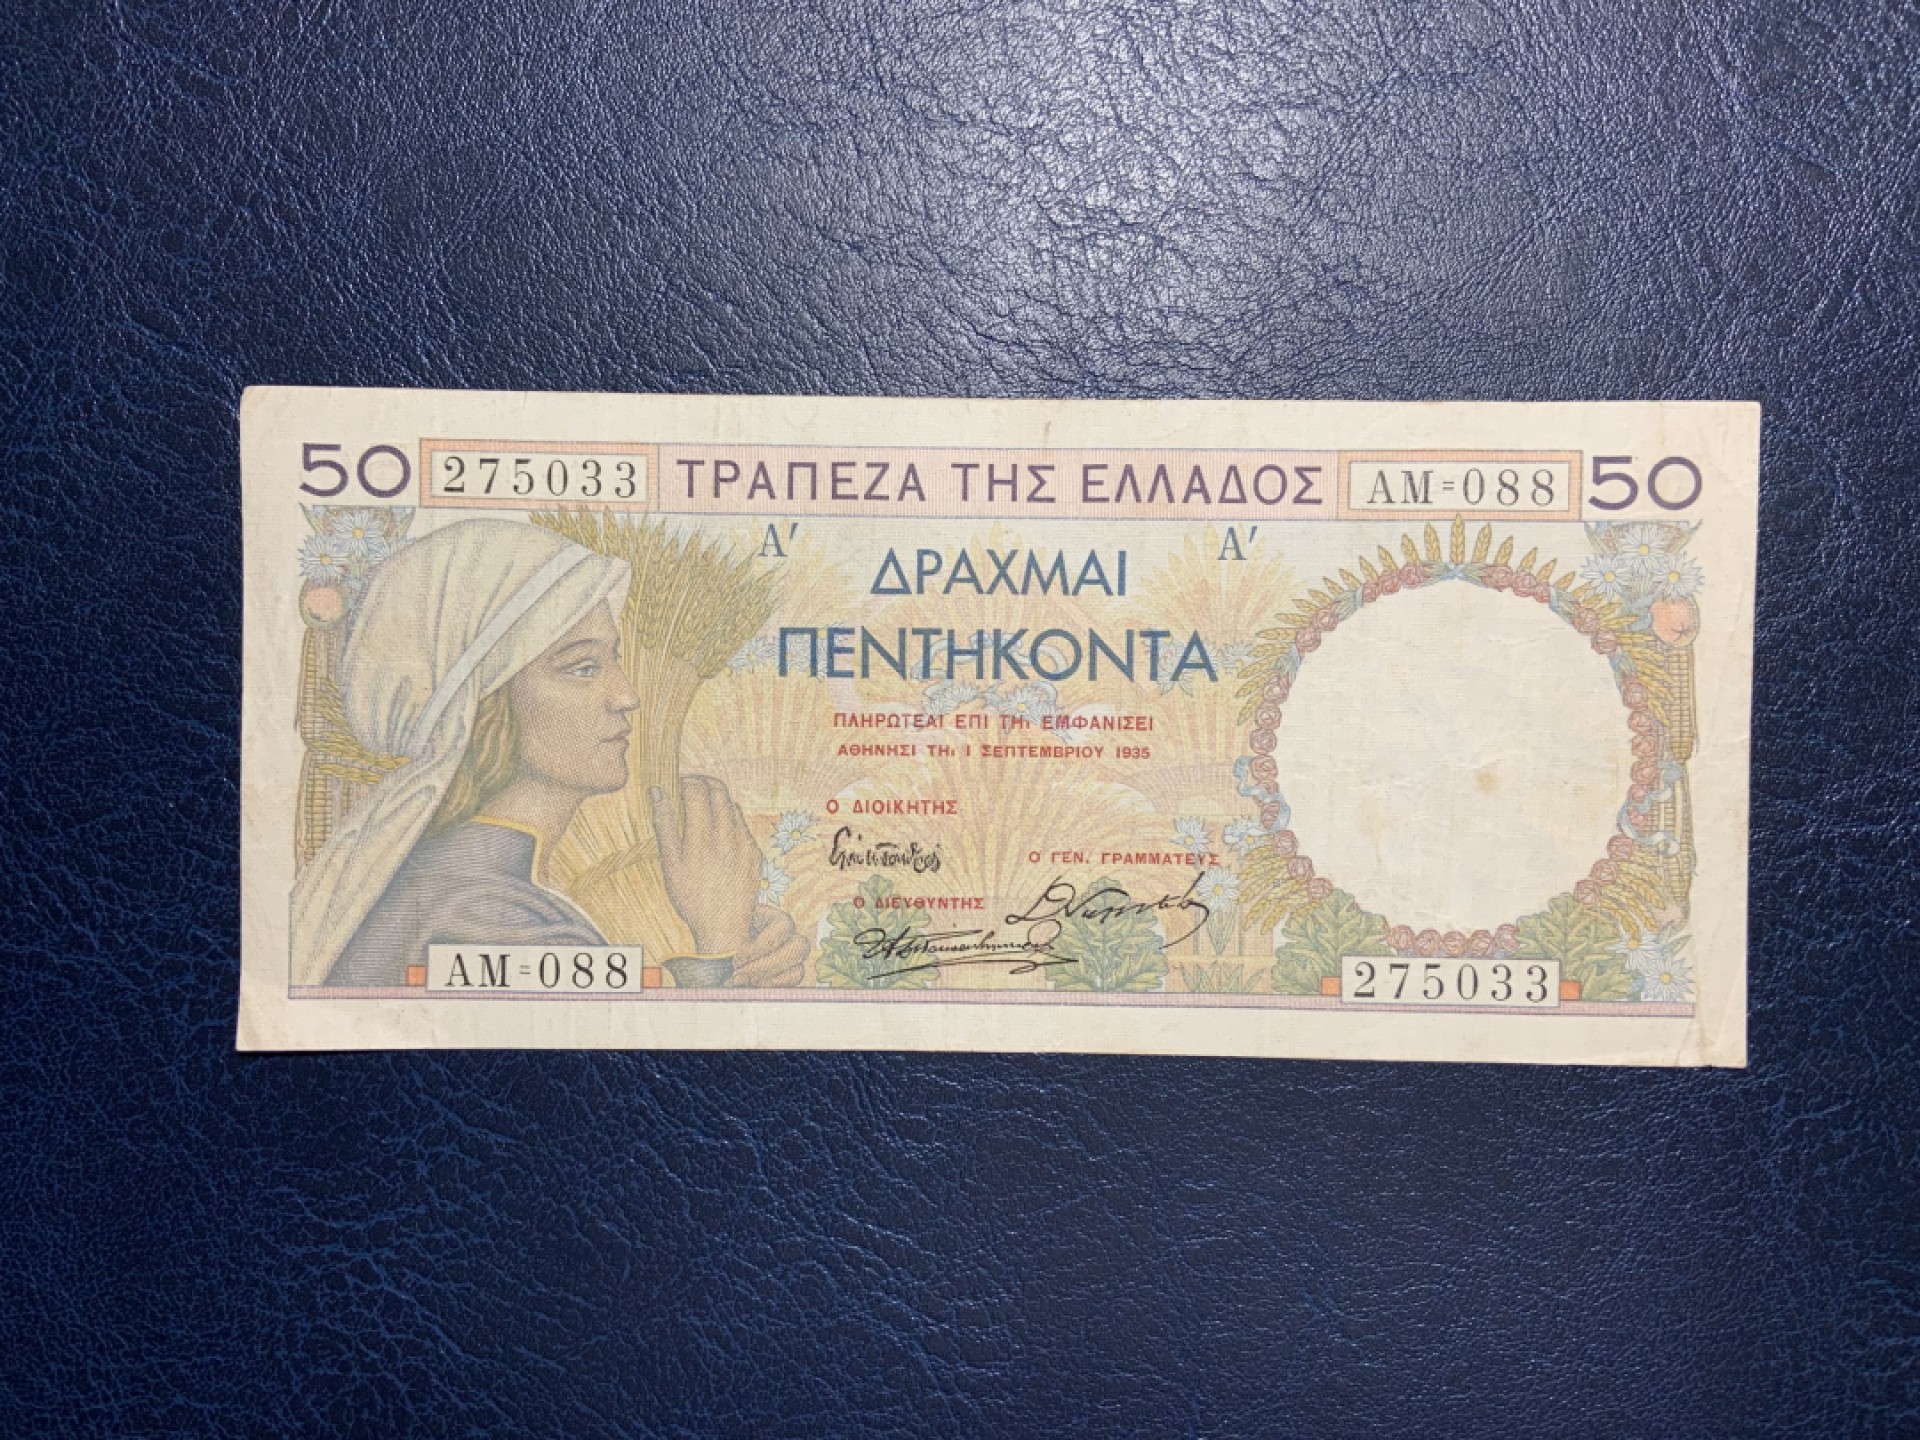 50 275033 ΤΡΑΠΕΖΑ ΤΗΣ ΕΛΛΑΔΟΣ ΑΜ=088 50
Α′ Α′
ΔΡΑΧΜΑΙ
ΠΕΝΤΗΚΟΝΤΑ
ΠΛΗΡΩΤΕΑΙ ΕΠΙ ΤΗι ΕΜΦΑΝΙΣΕΙ
ΑΘΗΝΗΣΙ ΤΗι 1 ΣΕΠΤΕΜΒΡΙΟΥ 1935
Ο ΔΙΟΙΚΗΤΗΣ
Ο ΓΕΝ. ΓΡΑΜΜΑΤΕΥΣ
Ο ΔΙΕΥΘΥΝΤΗΣ
ΑΜ=088 275033